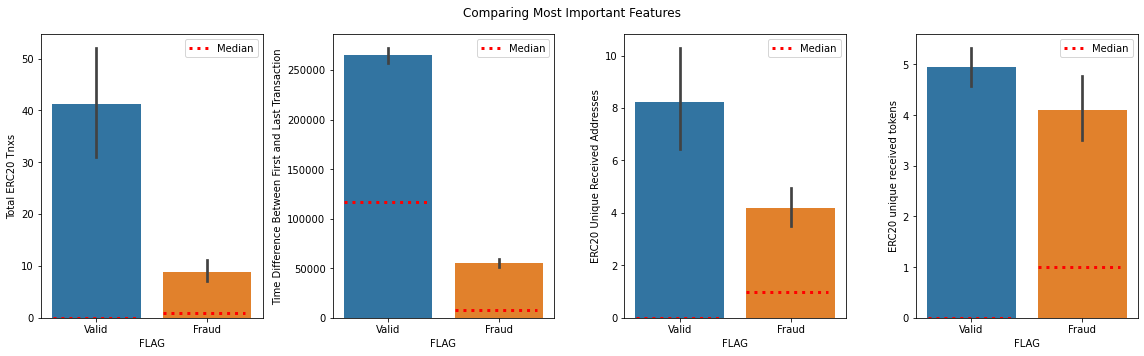 Comparing Most Important Features
Total ERC20 Tnxs
50
40
30
20
10
0
Median
Valid
Fraud
FLAG
Time Difference Between First and Last Transaction
250000
200000
150000
100000
50000
0
Median
Valid
Fraud
FLAG
ERC20 Unique Received Addresses
10
8
6
4
2
0
Median
Valid
Fraud
FLAG
ERC20 unique received tokens
5
4
3
2
1
0
Median
Valid
Fraud
FLAG